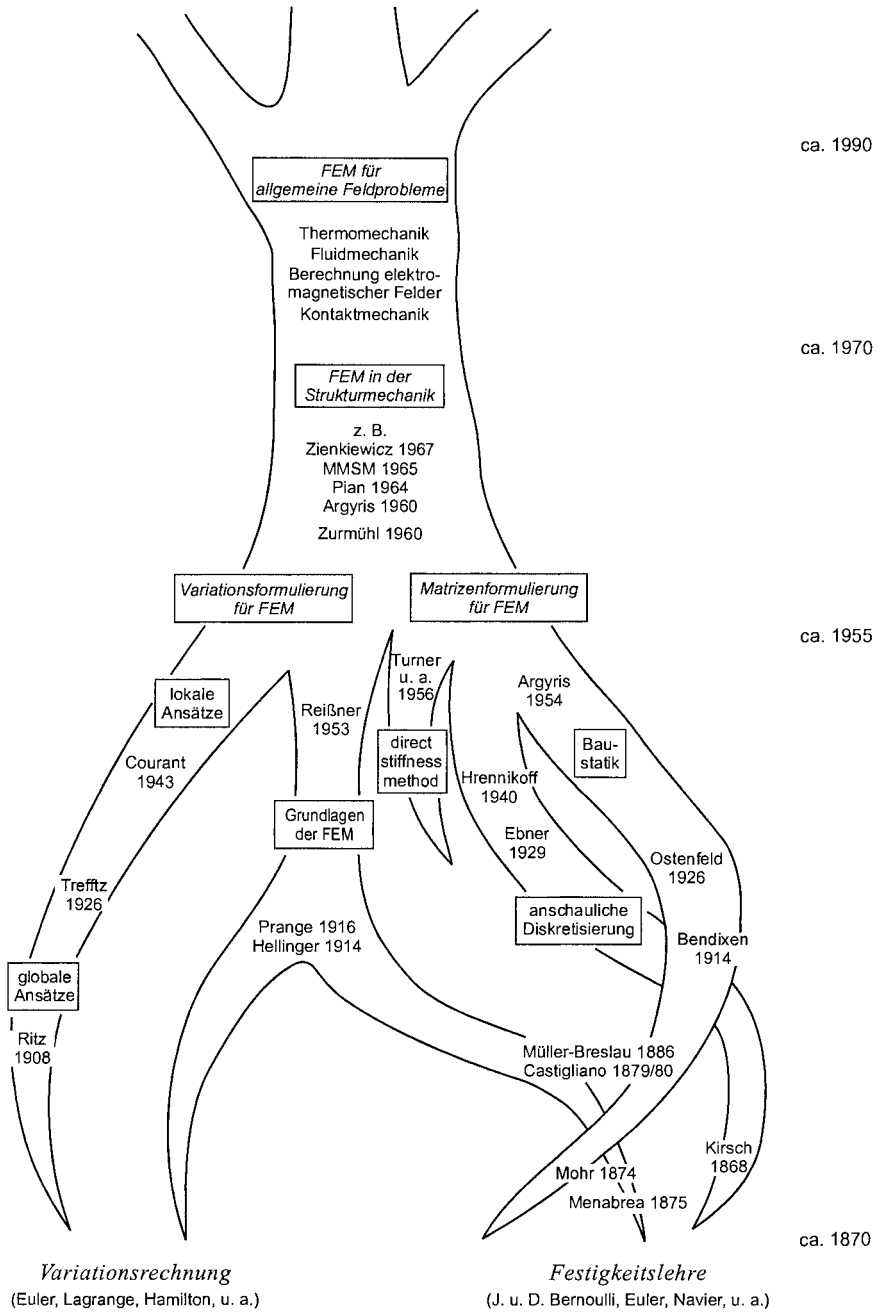 ca. 1990
FEM für
allgemeine Feldprobleme
Thermomechanik
Fluidmechanik
Berechnung elektro-
magnetischer Felder
Kontaktmechanik
ca. 1970
FEM in der
Strukturmechanik
z. B.
Zienkiewicz 1967
MMSM 1965
Pian 1964
Argyris 1960
Zurmühl 1960
Variationsformulierung
für FEM
Matrizenformulierung
für FEM
ca. 1955
lokale
Ansätze
Courant
1943
Trefftz
1926
globale
Ansätze
Ritz
1908
Reißner
1953
Grundlagen
der FEM
Prange 1916
Hellinger 1914
Turner
u. a.
1956
direct
stiffness
method
Hrennikoff
1940
Ebner
1929
anschauliche
Diskretisierung
Argyris
1954
Bau-
statik
Ostenfeld
1926
Bendixen
1914
Müller-Breslau 1886
Castigliano 1879/80
Mohr 1874
Menabrea 1875
Kirsch
1868
ca. 1870
Variationsrechnung
(Euler, Lagrange, Hamilton, u. a.)
Festigkeitslehre
(J. u. D. Bernoulli, Euler, Navier, u. a.)